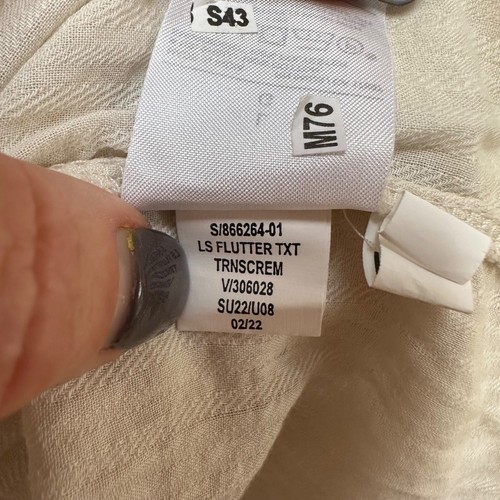 S43
M76
S/866264-01
LS FLUTTER TXT
TRNSCREM
V/306028
SU22/U08
02/22